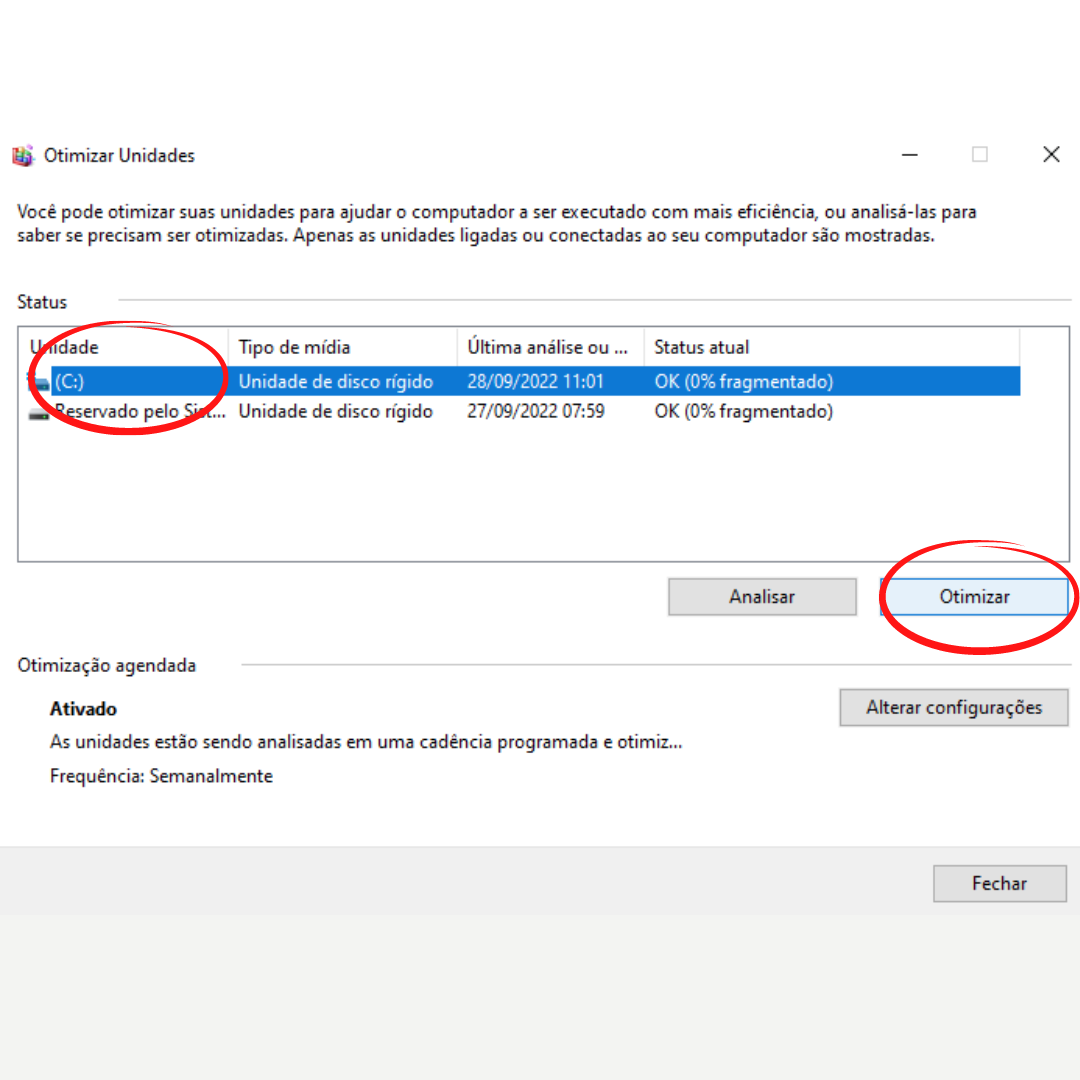 Otimizar Unidades
Você pode otimizar suas unidades para ajudar o computador a ser executado com mais eficiência, ou analisá-las para
saber se precisam ser otimizadas. Apenas as unidades ligadas ou conectadas ao seu computador são mostradas.
Status
Unidade Tipo de mídia Última análise ou ... Status atual
(C:) Unidade de disco rígido 28/09/2022 11:01 OK (0% fragmentado)
Reservado pelo Sist... Unidade de disco rígido 27/09/2022 07:59 OK (0% fragmentado)
Analisar Otimizar
Otimização agendada
Ativado Alterar configurações
As unidades estão sendo analisadas em uma cadência programada e otimiz...
Frequência: Semanalmente
Fechar